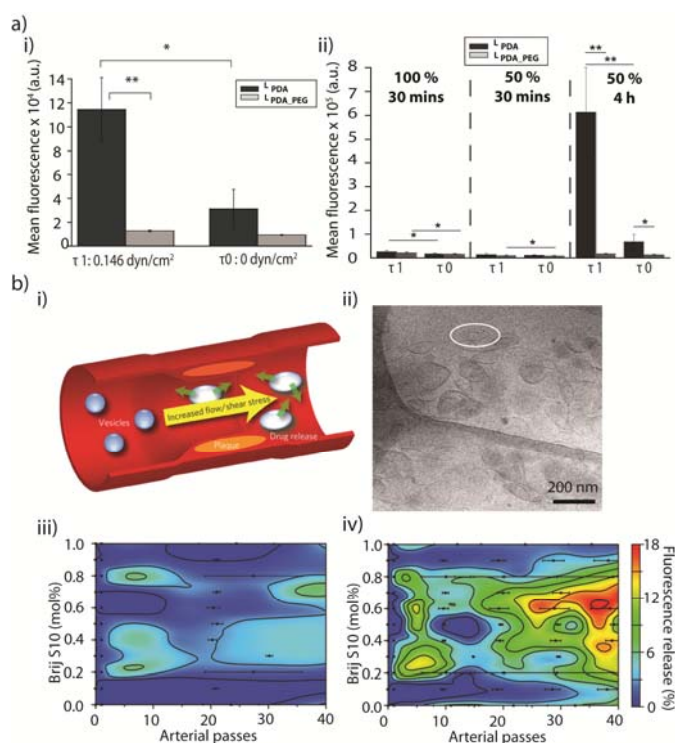 a)
i)
ii)
Mean fluorescence x 10⁴ (a.u.)
14
12
10
8
6
4
2
*
**
L PDA
L PDA_PEG
τ 1: 0.146 dyn/cm²
τ0 : 0 dyn/cm²
Mean fluorescence x 10⁵ (a.u.)
8
7
6
5
4
3
2
1
0
L PDA
L PDA_PEG
100 %
30 mins
50 %
30 mins
50 %
4 h
**
**
*
*
*
*
τ 1
τ 0
τ 1
τ 0
τ 1
τ 0
b)
i)
ii)
Vesicles
Increased flow/shear stress
Drug release
Plaque
200 nm
iii)
iv)
Brij S10 (mol%)
1.0
0.8
0.6
0.4
0.2
0.0
0
10
20
30
40
Arterial passes
Brij S10 (mol%)
1.0
0.8
0.6
0.4
0.2
0.0
0
10
20
30
40
Arterial passes
18
12
6
0
Fluorescence release (%)